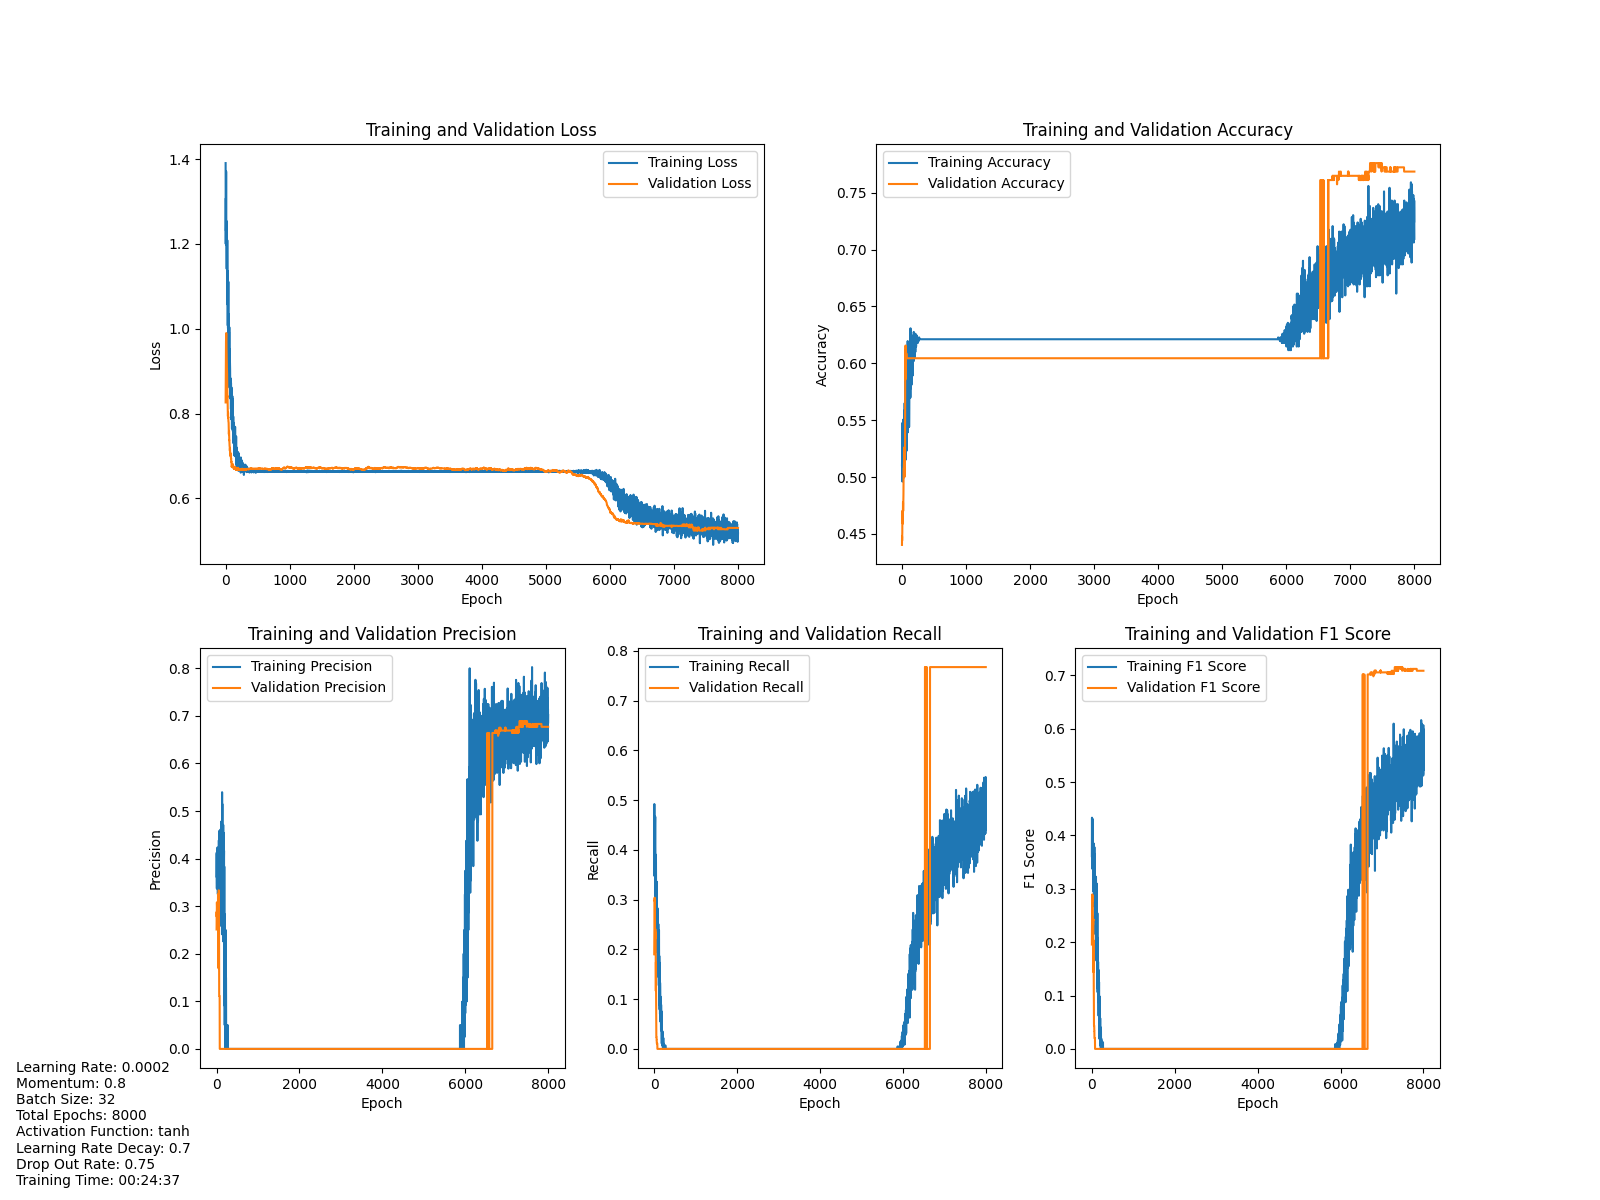 Training and Validation Loss
1.4
1.2
1.0
0.8
0.6
Loss
0 1000 2000 3000 4000 5000 6000 7000 8000
Epoch
Training Loss
Validation Loss
Training and Validation Accuracy
0.75
0.70
0.65
0.60
0.55
0.50
0.45
Accuracy
0 1000 2000 3000 4000 5000 6000 7000 8000
Epoch
Training Accuracy
Validation Accuracy
Training and Validation Precision
0.8
0.7
0.6
0.5
0.4
0.3
0.2
0.1
0.0
Precision
0 2000 4000 6000 8000
Epoch
Training Precision
Validation Precision
Training and Validation Recall
0.8
0.7
0.6
0.5
0.4
0.3
0.2
0.1
0.0
Recall
0 2000 4000 6000 8000
Epoch
Training Recall
Validation Recall
Training and Validation F1 Score
0.7
0.6
0.5
0.4
0.3
0.2
0.1
0.0
F1 Score
0 2000 4000 6000 8000
Epoch
Training F1 Score
Validation F1 Score
Learning Rate: 0.0002
Momentum: 0.8
Batch Size: 32
Total Epochs: 8000
Activation Function: tanh
Learning Rate Decay: 0.7
Drop Out Rate: 0.75
Training Time: 00:24:37